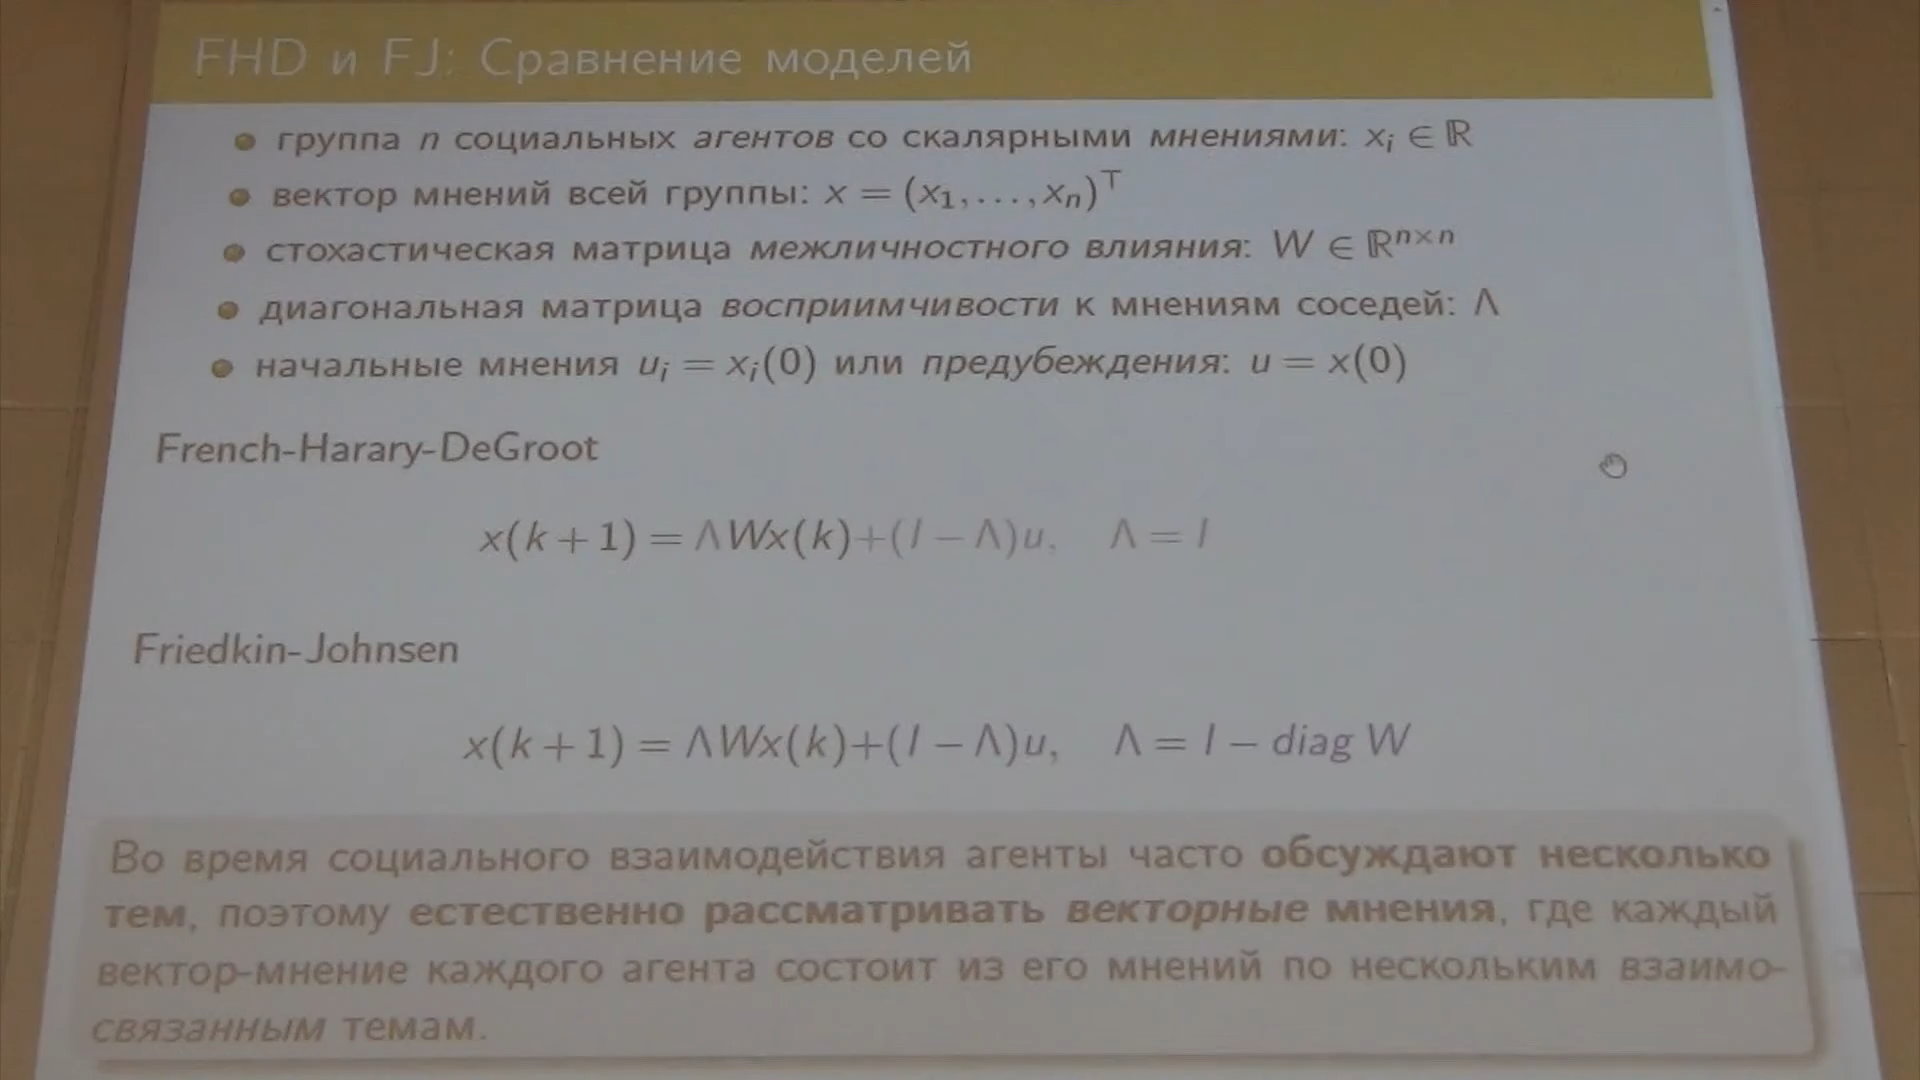 FHD и FJ: Сравнение моделей
группа n социальных агентов со скалярными мнениями: xᵢ ∈ ℝ
вектор мнений всей группы: x = (x₁,...,xₙ)⊤
стохастическая матрица межличностного влияния: W ∈ ℝⁿˣⁿ
диагональная матрица восприимчивости к мнениям соседей: Λ
начальные мнения uᵢ = xᵢ(0) или предубеждения: u = x(0)
French-Harary-DeGroot
x(k + 1) = ΛWx(k)+(I − Λ)u, Λ = I
Friedkin-Johnsen
x(k + 1) = ΛWx(k)+(I − Λ)u, Λ = I − diag W
Во время социального взаимодействия агенты часто обсуждают несколько
тем, поэтому естественно рассматривать векторные мнения, где каждый
вектор-мнение каждого агента состоит из его мнений по нескольким взаимо-
связанным темам.